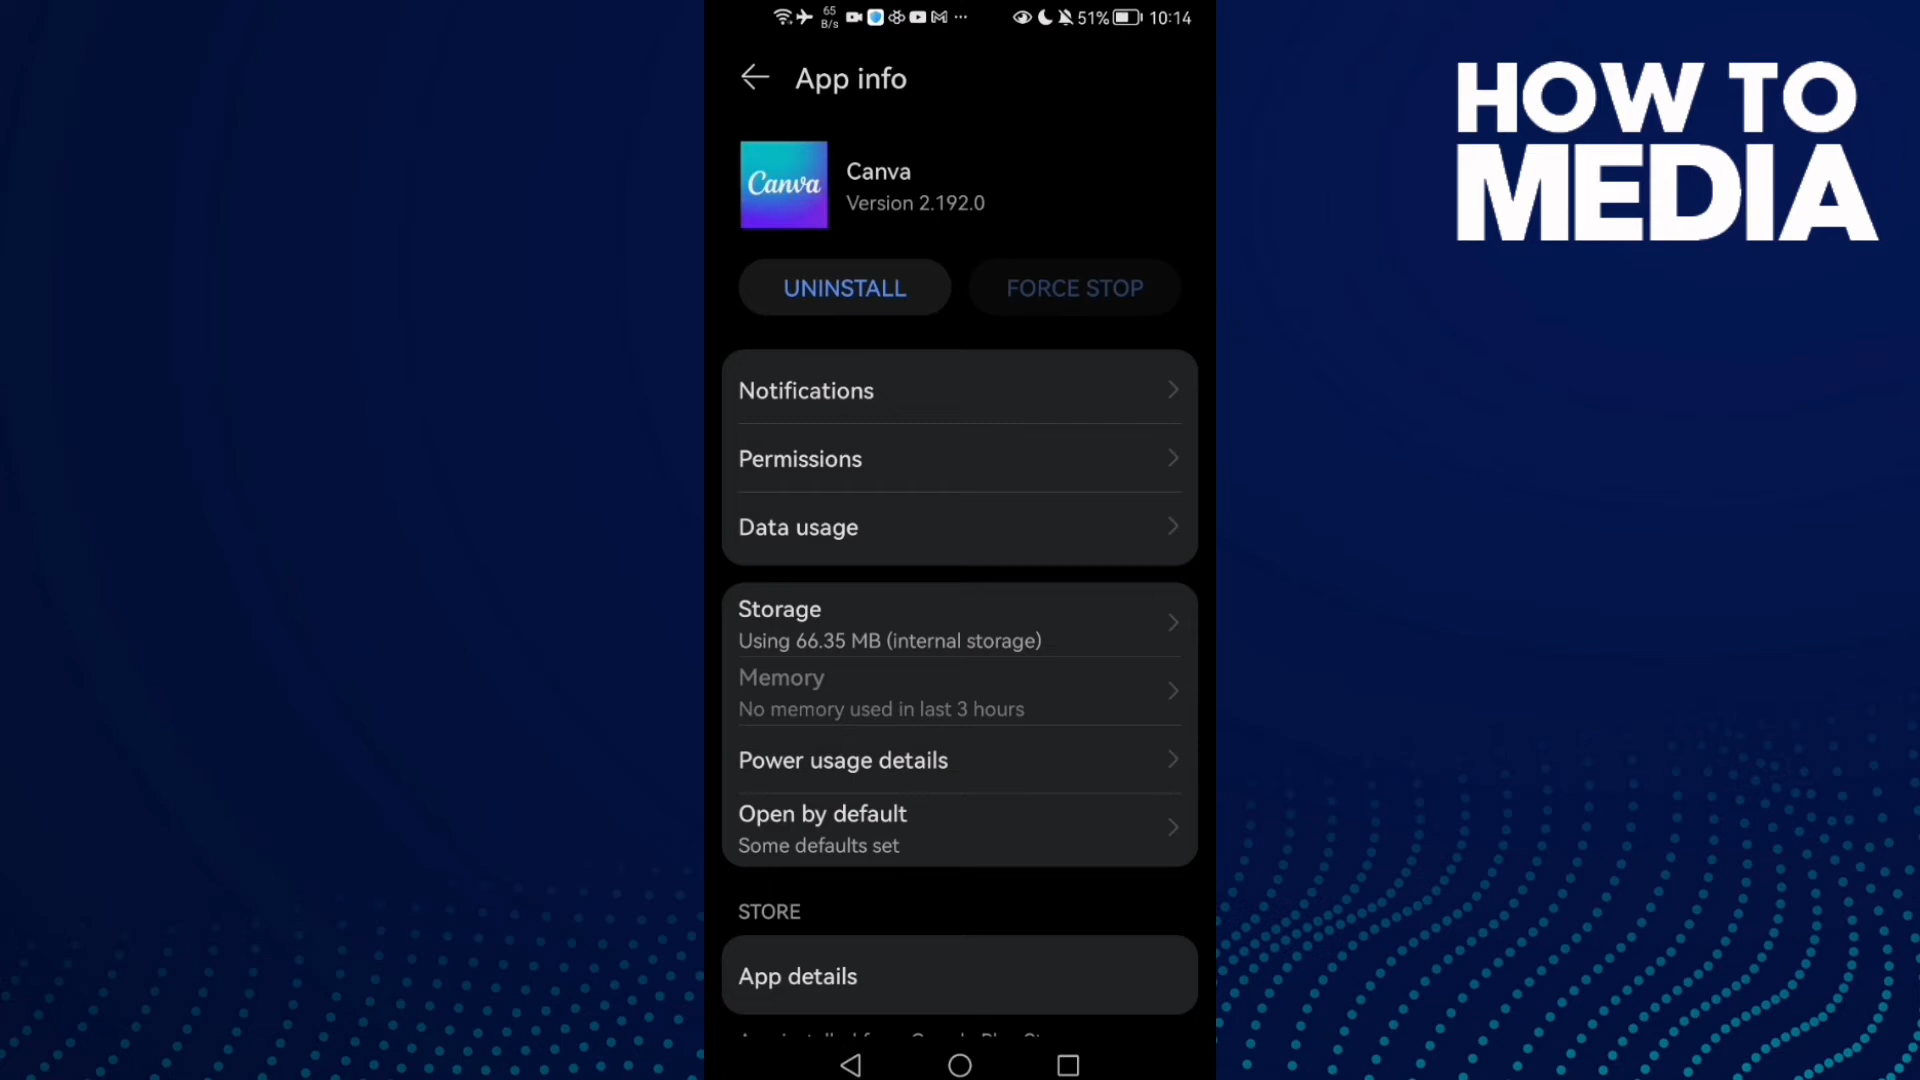 65
B/s
51%
10:14
App info
Canva
Canva
Version 2.192.0
UNINSTALL
FORCE STOP
Notifications
Permissions
Data usage
Storage
Using 66.35 MB (internal storage)
Memory
No memory used in last 3 hours
Power usage details
Open by default
Some defaults set
STORE
App details
HOW TO
MEDIA